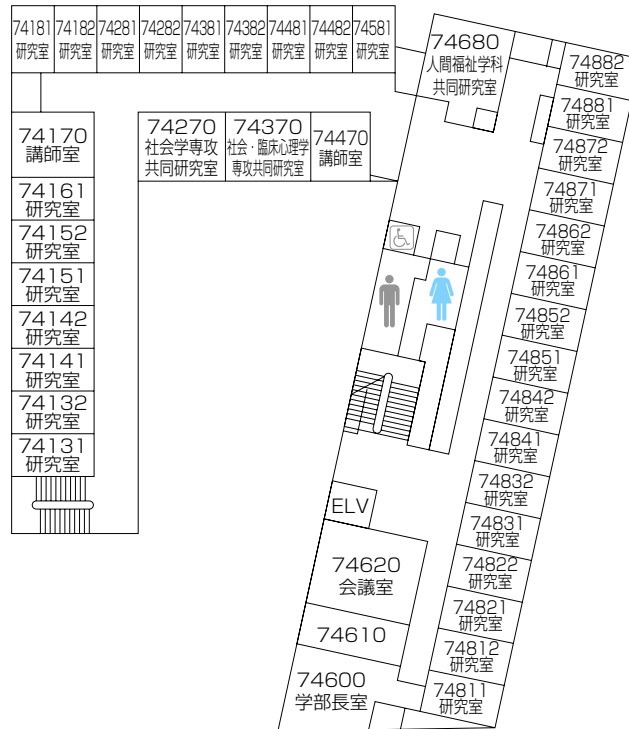 74181
研究室
74182
研究室
74281
研究室
74282
研究室
74381
研究室
74382
研究室
74481
研究室
74482
研究室
74581
研究室
74680
人間福祉学科
共同研究室
74170
講師室
74270
社会学専攻
共同研究室
74370
社会・臨床心理学
専攻共同研究室
74470
講師室
74161
研究室
74152
研究室
74151
研究室
74142
研究室
74141
研究室
74132
研究室
74131
研究室
74882
研究室
74881
研究室
74872
研究室
74871
研究室
74862
研究室
74861
研究室
74852
研究室
74851
研究室
74842
研究室
74841
研究室
74832
研究室
74831
研究室
74822
研究室
74821
研究室
74812
研究室
74811
研究室
ELV
74620
会議室
74610
74600
学部長室